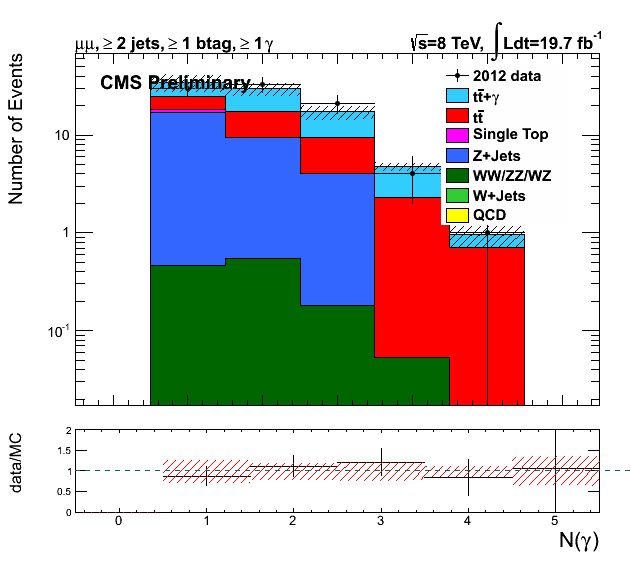 μμ, ≥ 2 jets, ≥ 1 btag, ≥ 1 γ
√s=8 TeV, ∫ Ldt=19.7 fb⁻¹
CMS Preliminary
2012 data
tt̄+γ
tt̄
Single Top
Z+Jets
WW/ZZ/WZ
W+Jets
QCD
Number of Events
10
1
10⁻¹
data/MC
2
1.5
1
0.5
0
0 1 2 3 4 5
N(γ)